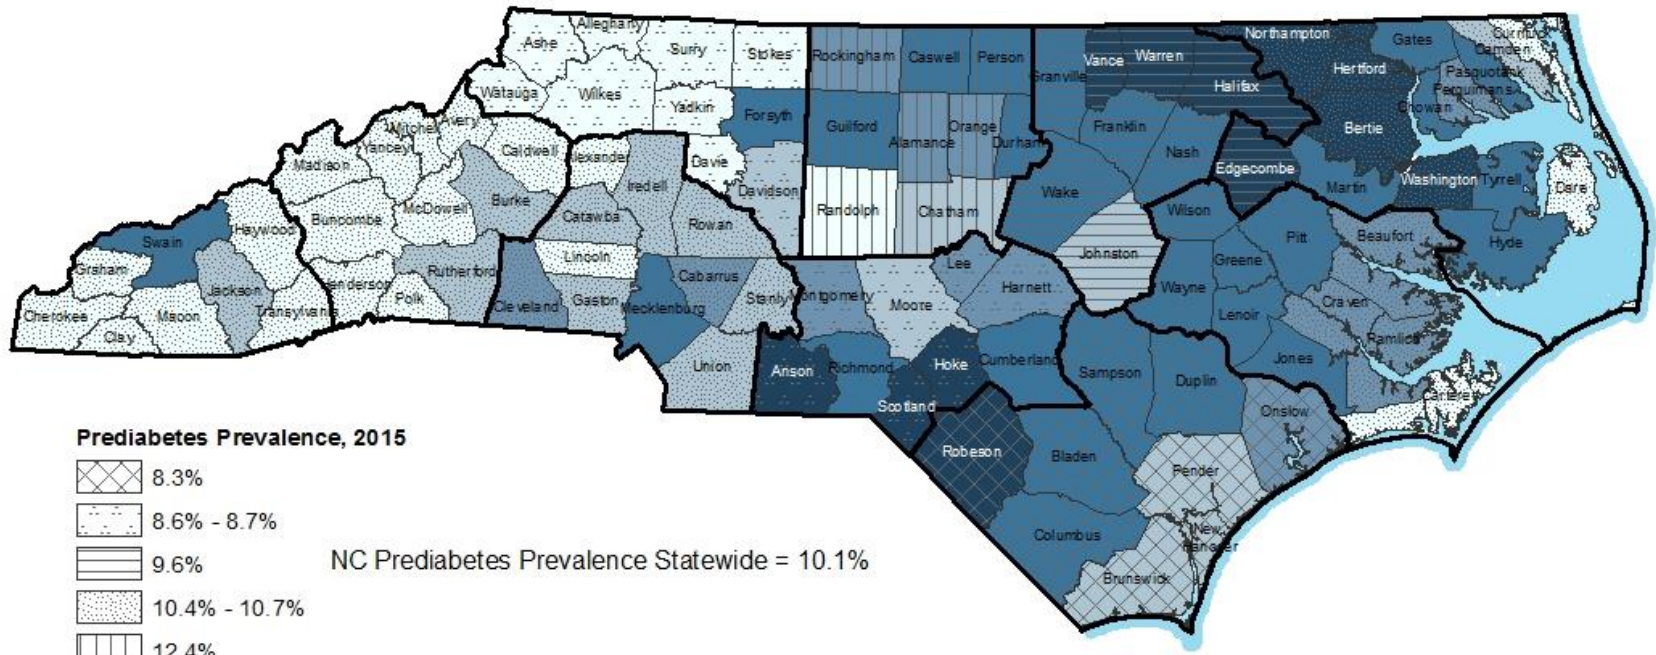 Alleghany
Ashe
Surry
Stokes
Rockingham
Caswell
Person
Granville
Vance
Warren
Northampton
Gates
Camden
Hertford
Halifax
Pasquotank
Perquimans
Chowan
Watauga
Wilkes
Yadkin
Forsyth
Guilford
Alamance
Orange
Durham
Franklin
Nash
Bertie
Edgecombe
Martin
Washington
Tyrrell
Dare
Mitchell
Avery
Yancey
Caldwell
Alexander
Davie
Madison
Iredell
Davidson
Randolph
Chatham
Wake
Wilson
Burke
McDowell
Buncombe
Catawba
Rowan
Johnston
Pitt
Beaufort
Hyde
Swain
Haywood
Lincoln
Greene
Graham
Jackson
Henderson
Polk
Rutherford
Cleveland
Gaston
Mecklenburg
Cabarrus
Stanly
Montgomery
Moore
Lee
Harnett
Wayne
Lenoir
Craven
Pamlico
Cherokee
Clay
Macon
Transylvania
Union
Anson
Richmond
Hoke
Cumberland
Sampson
Duplin
Jones
Carteret
Scotland
Onslow
Robeson
Bladen
Pender
Columbus
New
Hanover
Brunswick
Prediabetes Prevalence, 2015
8.3%
8.6% - 8.7%
9.6%
NC Prediabetes Prevalence Statewide = 10.1%
10.4% - 10.7%
12.4%